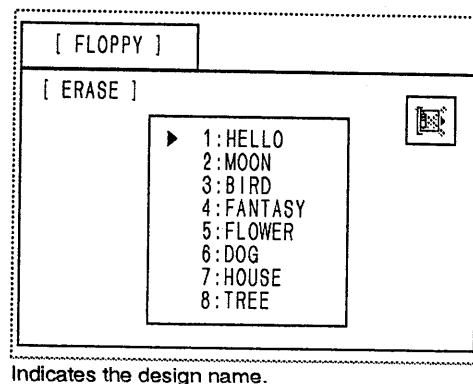 [ FLOPPY ]
[ ERASE ]
1:HELLO
2:MOON
3:BIRD
4:FANTASY
5:FLOWER
6:DOG
7:HOUSE
8:TREE
Indicates the design name.